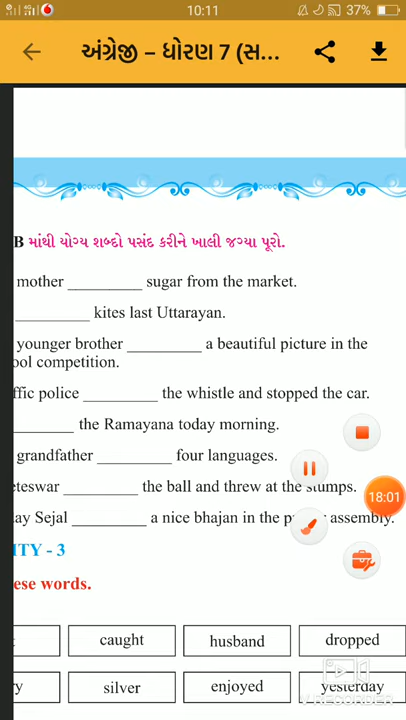 10:11
37%
અંગ્રેજી – ધોરણ 7 (સ...
B માંથી યોગ્ય શબ્દો પસંદ કરીને ખાલી જગ્યા પૂરો.
mother _________ sugar from the market.
_________ kites last Uttarayan.
younger brother _________ a beautiful picture in the
ool competition.
ffic police _________ the whistle and stopped the car.
_______ the Ramayana today morning.
grandfather _________ four languages.
eteswar _________ the ball and threw at the stumps.
ay Sejal _________ a nice bhajan in the assembly.
18:01
ITY - 3
ese words.
caught husband dropped
ry silver enjoyed yesterday
V RECORDER